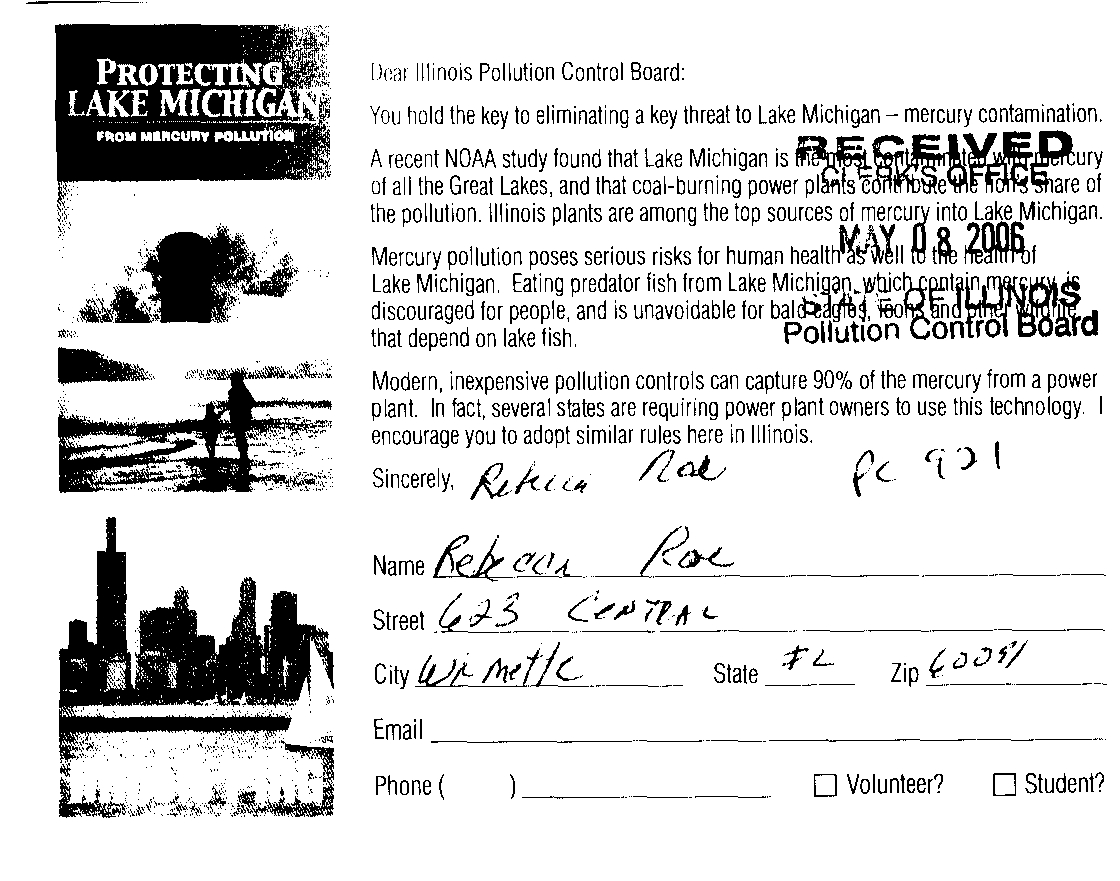 PROTECTING
LAKE MICHIGAN
FROM MERCURY POLLUTION
Dear Illinois Pollution Control Board:
You hold the key to eliminating a key threat to Lake Michigan – mercury contamination.
A recent NOAA study found that Lake Michigan is the most contaminated with mercury
of all the Great Lakes, and that coal-burning power plants contribute the lion's share of
the pollution. Illinois plants are among the top sources of mercury into Lake Michigan.
RECEIVED
CLERK'S OFFICE
MAY 08 2006
STATE OF ILLINOIS
Pollution Control Board
Mercury pollution poses serious risks for human health as well to the health of
Lake Michigan. Eating predator fish from Lake Michigan, which contain mercury, is
discouraged for people, and is unavoidable for bald eagles, loons and other wildlife
that depend on lake fish.
Modern, inexpensive pollution controls can capture 90% of the mercury from a power
plant. In fact, several states are requiring power plant owners to use this technology. I
encourage you to adopt similar rules here in Illinois.
Sincerely, Rebecca Roe PC 921
Name Rebecca Roe
Street 623 CENTRAL
City Wilmette State IL Zip 60091
Email
Phone ( )
Volunteer? Student?